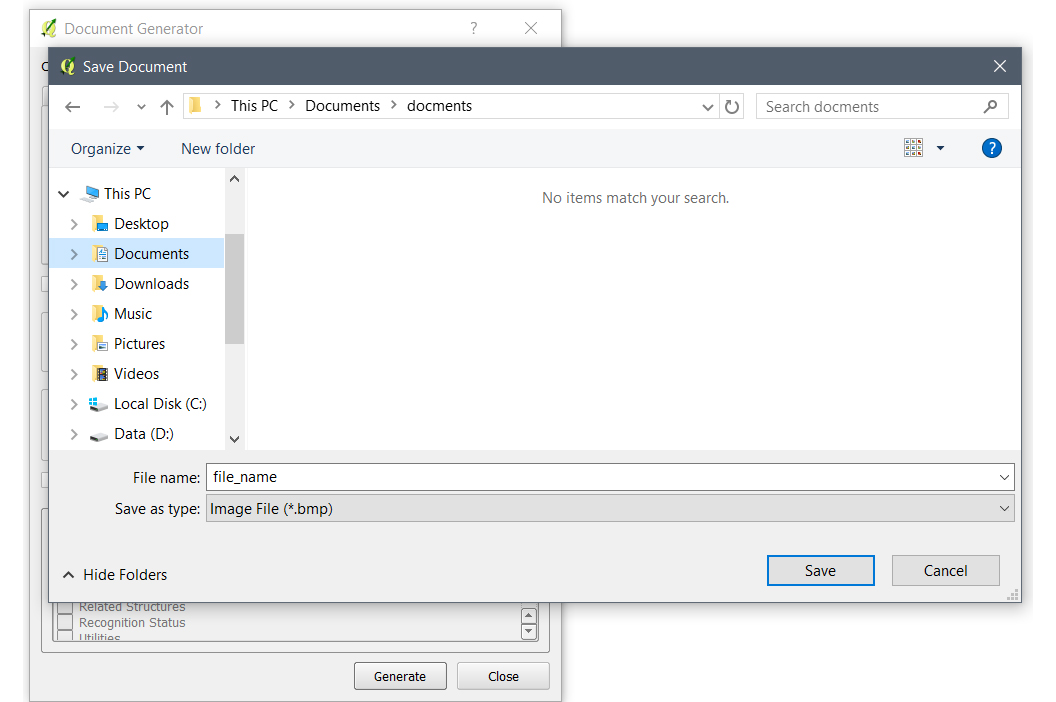 Document Generator ?
Save Document
This PC > Documents > docments
Search docments
Organize
New folder
?
No items match your search.
This PC
Desktop
Documents
Downloads
Music
Pictures
Videos
Local Disk (C:)
Data (D:)
File name: file_name
Save as type: Image File (*.bmp)
Hide Folders
Save
Cancel
Related Structures
Recognition Status
Utilities
Generate
Close